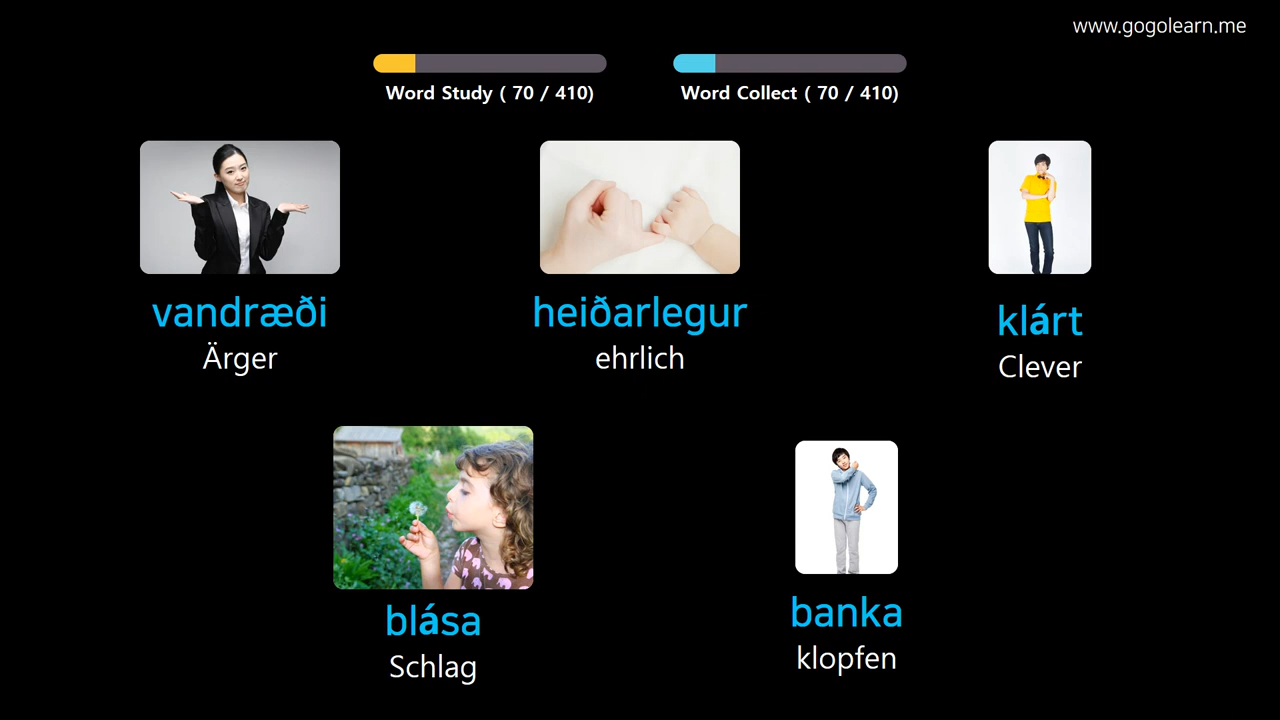 www.gogolearn.me
Word Study ( 70 / 410)
Word Collect ( 70 / 410)
vandræði
Ärger
heiðarlegur
ehrlich
klárt
Clever
blása
Schlag
banka
klopfen